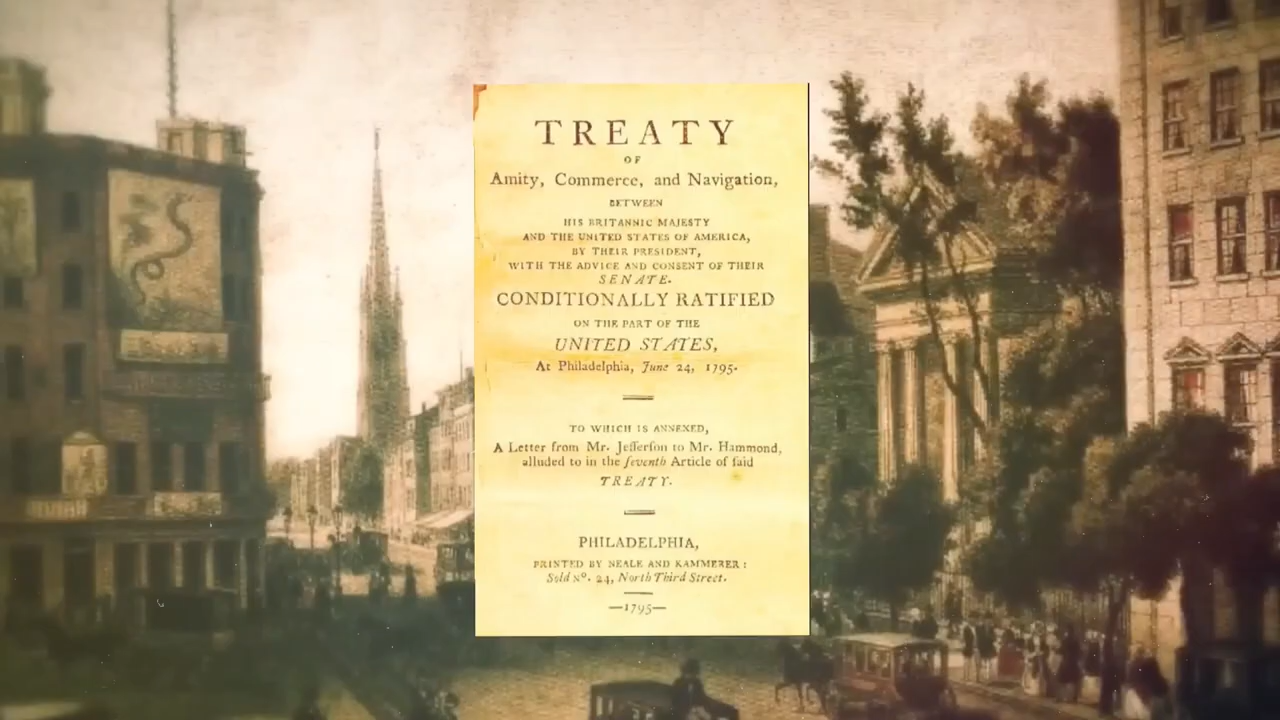 TREATY
OF
Amity, Commerce, and Navigation,
BETWEEN
HIS BRITANNIC MAJESTY
AND THE UNITED STATES OF AMERICA,
BY THEIR PRESIDENT,
WITH THE ADVICE AND CONSENT OF THEIR
SENATE.
CONDITIONALLY RATIFIED
ON THE PART OF THE
UNITED STATES,
At Philadelphia, June 24, 1795.
TO WHICH IS ANNEXED,
A Letter from Mr. Jefferſon to Mr. Hammond,
alluded to in the ſeventh Article of ſaid
TREATY.
PHILADELPHIA,
PRINTED BY NEALE AND KAMMERER:
Sold Nº. 24, North Third Street.
—1795—